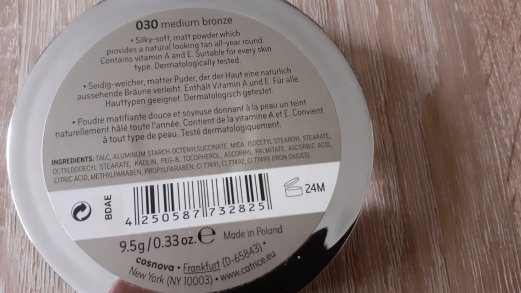 030 medium bronze
• Silky-soft, matt powder which
provides a natural looking tan all-year round.
Contains vitamin A and E. Suitable for every skin
type. Dermatologically tested.
• Seidig-weicher, matter Puder, der der Haut eine natürlich
aussehende Bräune verleiht. Enthält Vitamin A und E. Für alle
Hauttypen geeignet. Dermatologisch getestet.
• Poudre matifiante douce et soyeuse donnant à la peau un teint
naturellement hâlé toute l'année. Contient de la vitamine A et E. Convient
à tout type de peau. Testé dermatologiquement.
INGREDIENTS: TALC, ALUMINUM STARCH OCTENYLSUCCINATE, MICA, ISOCETYL STEAROYL STEARATE,
OCTYLDODECYL STEARATE, KAOLIN, PEG-8, TOCOPHEROL, ASCORBYL PALMITATE, ASCORBIC ACID,
CITRIC ACID, METHYLPARABEN, PROPYLPARABEN, CI 77491, CI 77492, CI 77499 (IRON OXIDES)
BDAE
4250587732825
24M
9.5g/0.33oz. e Made in Poland
cosnova • Frankfurt (D-65843) •
New York (NY 10003) • www.catrice.eu